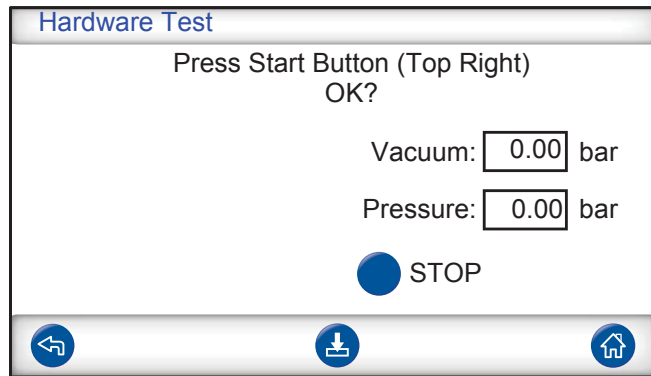 Hardware Test
Press Start Button (Top Right)
OK?
Vacuum: 0.00 bar
Pressure: 0.00 bar
STOP